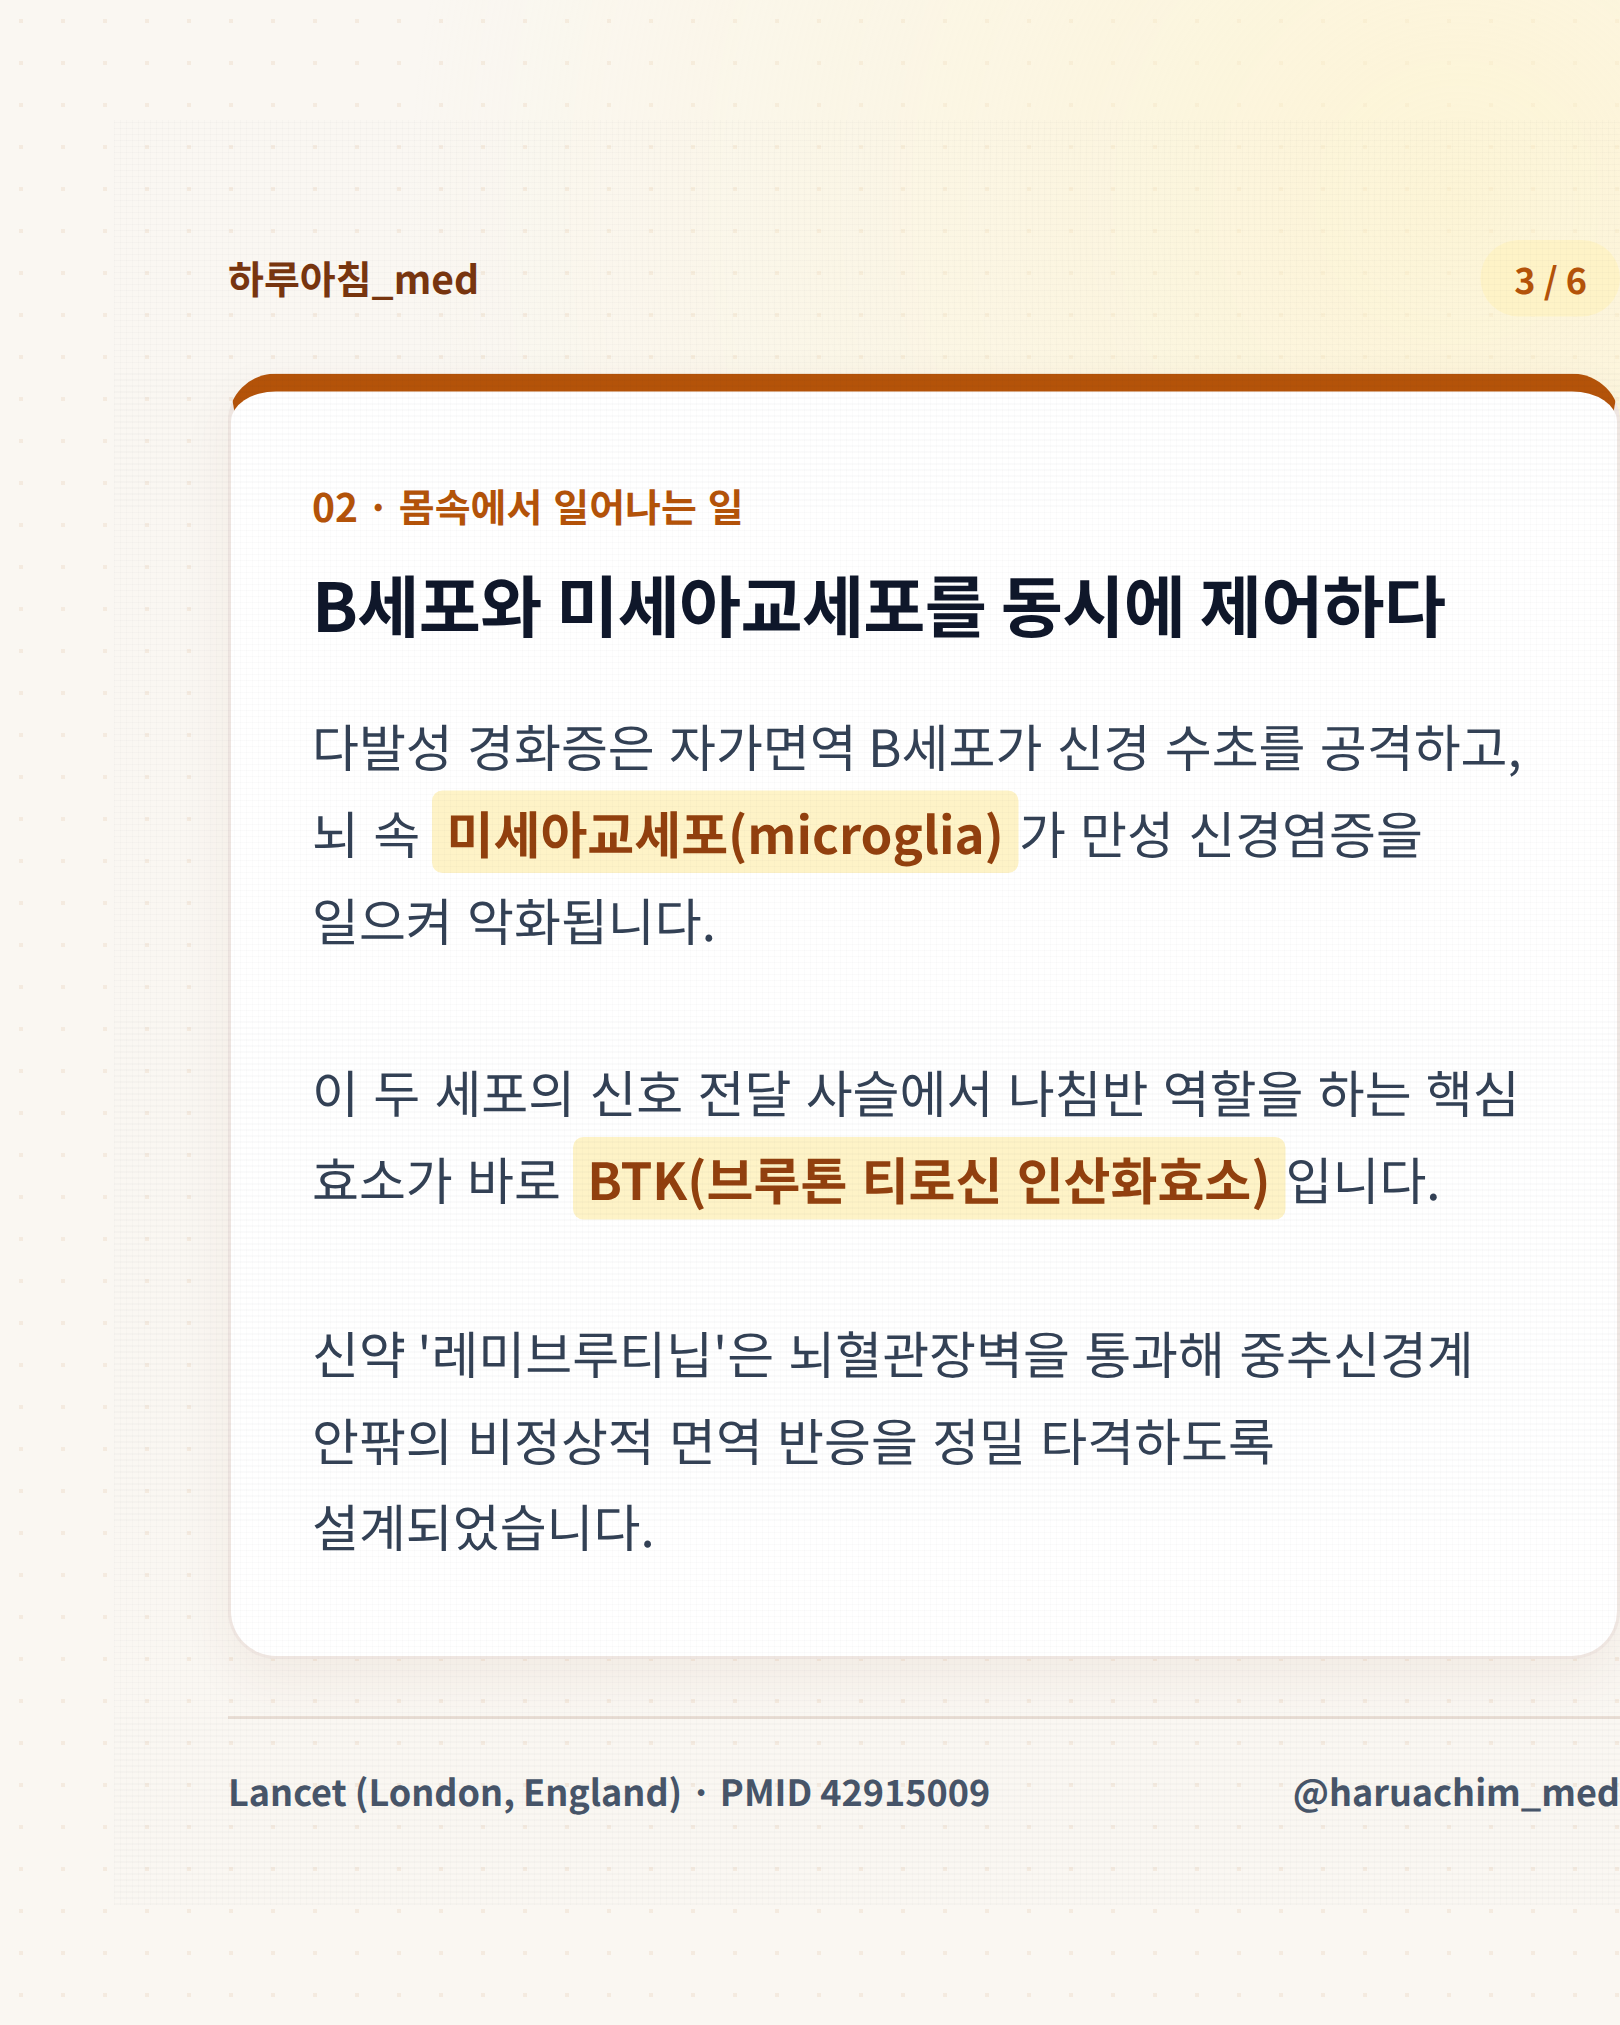 하루아침_med
3 / 6
02 · 몸속에서 일어나는 일
B세포와 미세아교세포를 동시에 제어하다
다발성 경화증은 자가면역 B세포가 신경 수초를 공격하고,
뇌 속 미세아교세포(microglia)가 만성 신경염증을
일으켜 악화됩니다.
이 두 세포의 신호 전달 사슬에서 나침반 역할을 하는 핵심
효소가 바로 BTK(브루톤 티로신 인산화효소)입니다.
신약 '레미브루티닙'은 뇌혈관장벽을 통과해 중추신경계
안팎의 비정상적 면역 반응을 정밀 타격하도록
설계되었습니다.
Lancet (London, England) · PMID 42915009
@haruachim_med